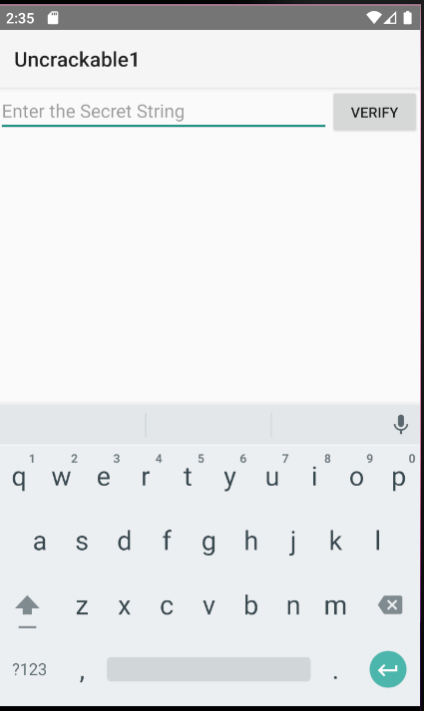 2:35
Uncrackable1
Enter the Secret String VERIFY
1 2 3 4 5 6 7 8 9 0
q w e r t y u i o p
a s d f g h j k l
z x c v b n m
?123 , .